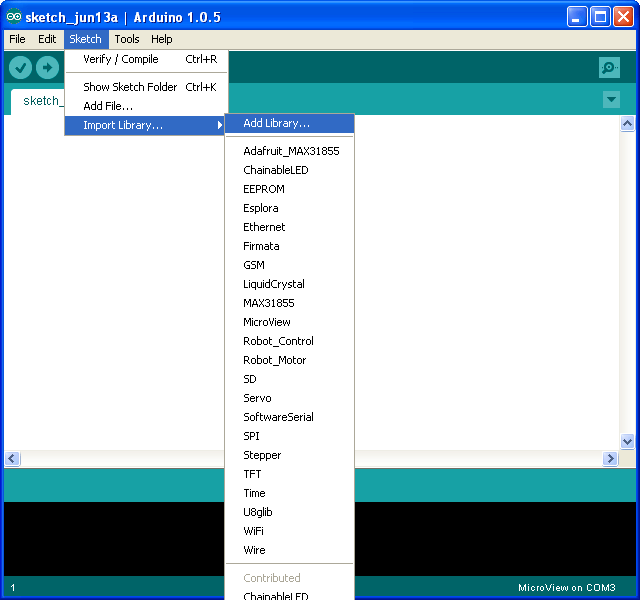 sketch_jun13a | Arduino 1.0.5
File Edit Sketch Tools Help
Verify / Compile Ctrl+R
Show Sketch Folder Ctrl+K
Add File...
Import Library...
sketch_
Add Library...
Adafruit_MAX31855
ChainableLED
EEPROM
Esplora
Ethernet
Firmata
GSM
LiquidCrystal
MAX31855
MicroView
Robot_Control
Robot_Motor
SD
Servo
SoftwareSerial
SPI
Stepper
TFT
Time
U8glib
WiFi
Wire
Contributed
ChainableLED
1 MicroView on COM3